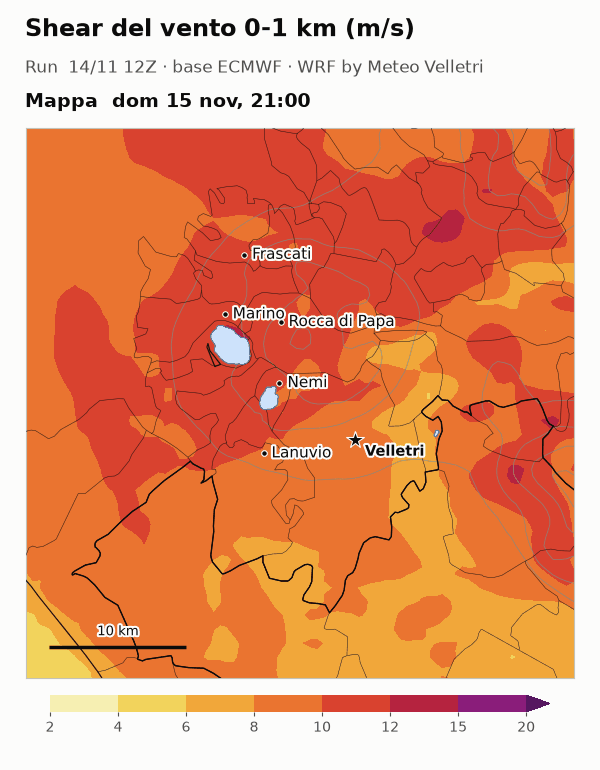 Shear del vento 0-1 km (m/s)
Run  14/11 12Z · base ECMWF · WRF by Meteo Velletri
Mappa  dom 15 nov, 21:00
Frascati
Marino
Rocca di Papa
Nemi
Velletri
Lanuvio
10 km
2 4 6 8 10 12 15 20